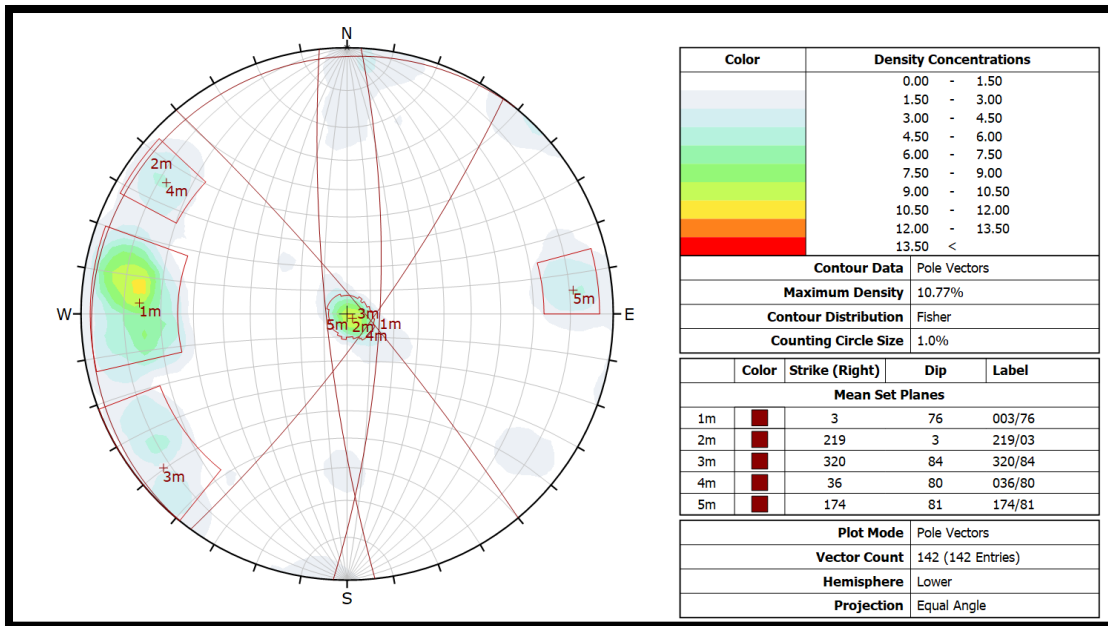 N
W
E
S
2m
4m
1m
3m
5m
3m
1m
5m
2m
4m
Color Density Concentrations
0.00 - 1.50
1.50 - 3.00
3.00 - 4.50
4.50 - 6.00
6.00 - 7.50
7.50 - 9.00
9.00 - 10.50
10.50 - 12.00
12.00 - 13.50
13.50 <
Contour Data Pole Vectors
Maximum Density 10.77%
Contour Distribution Fisher
Counting Circle Size 1.0%
Color Strike (Right) Dip Label
Mean Set Planes
1m 3 76 003/76
2m 219 3 219/03
3m 320 84 320/84
4m 36 80 036/80
5m 174 81 174/81
Plot Mode Pole Vectors
Vector Count 142 (142 Entries)
Hemisphere Lower
Projection Equal Angle